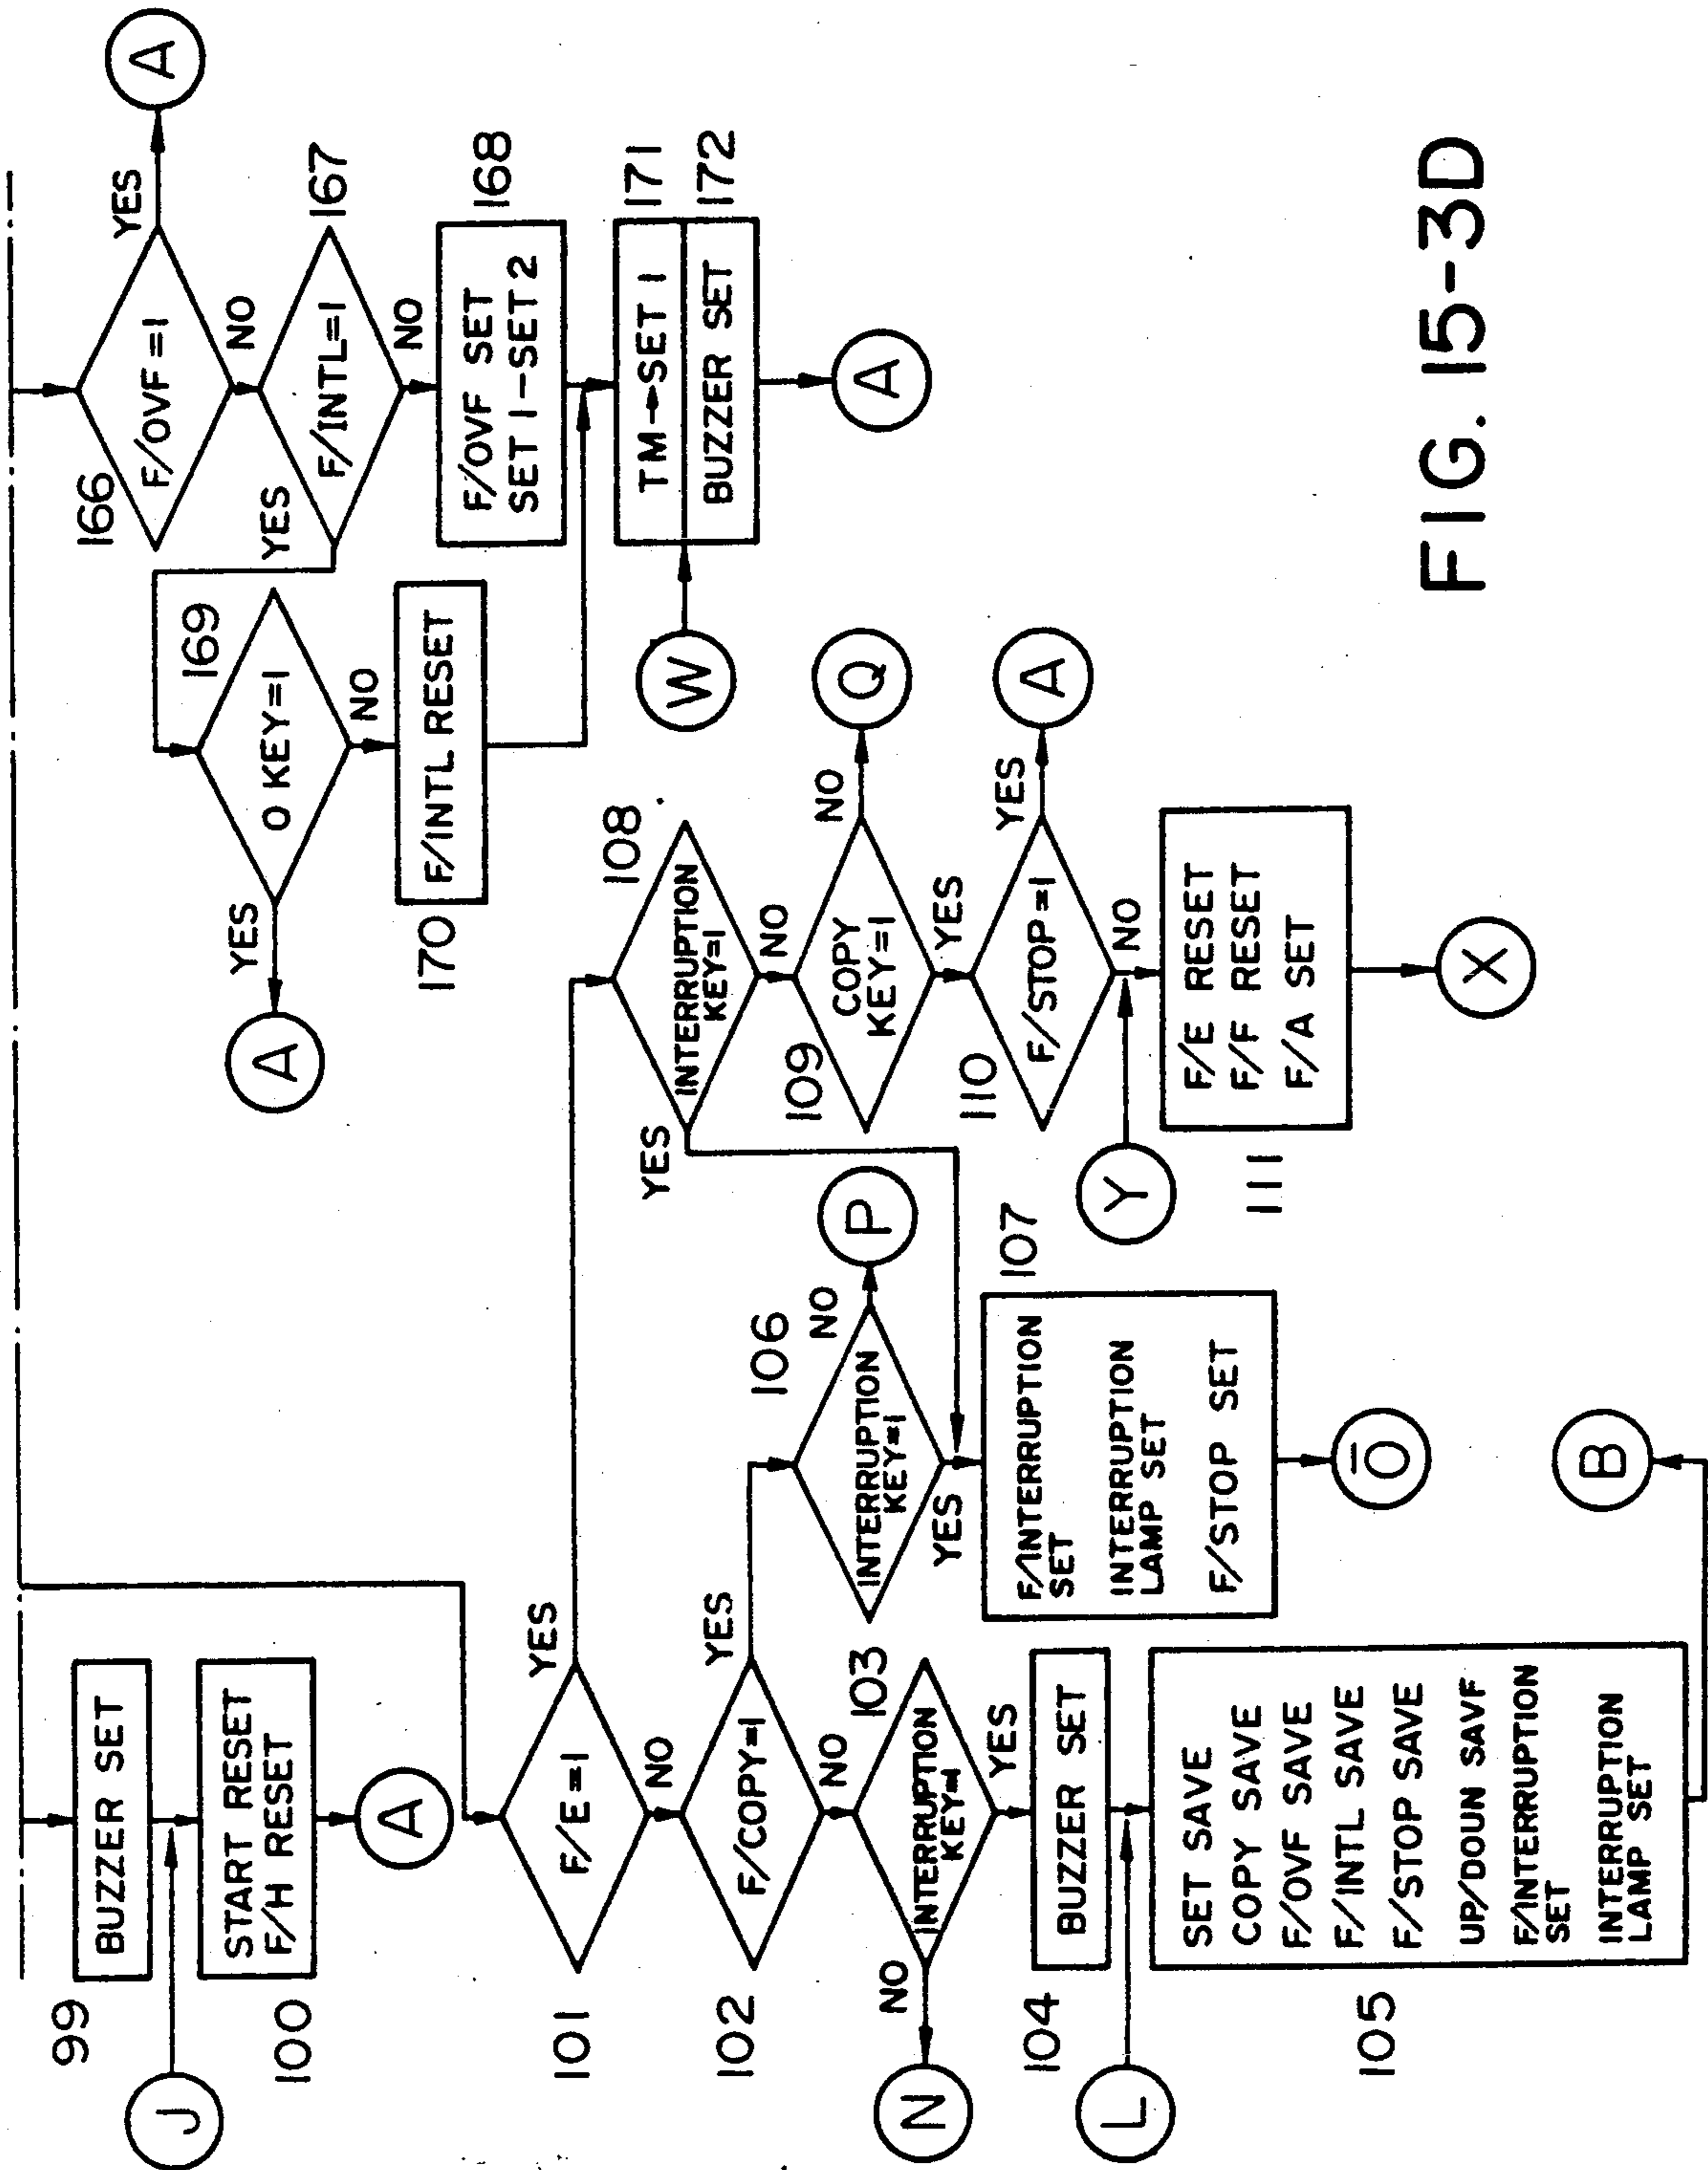 99
BUZZER SET
J
100
START RESET
F/H RESET
A
101
F/E=1
YES
NO
102
F/COPY=1
YES
NO
103
INTERRUPTION
KEY=1
NO
YES
N
104
BUZZER SET
L
105
SET SAVE
COPY SAVE
F/OVF SAVE
F/INTL SAVE
F/STOP SAVE
UP/DOUN SAVF
F/INTERRUPTION
SET
INTERRUPTION
LAMP SET
B
106
INTERRUPTION
KEY=1
NO
P
YES
107
F/INTERRUPTION
SET
INTERRUPTION
LAMP SET
F/STOP SET
Ō
108
INTERRUPTION
KEY=1
YES
NO
109
COPY
KEY=1
NO
Q
YES
110
F/STOP=1
YES
A
NO
Y
111
F/E RESET
F/F RESET
F/A SET
X
166
F/OVF=1
YES
A
NO
167
F/INTL=1
YES
NO
168
F/OVF SET
SET 1-SET 2
169
0 KEY=1
YES
A
NO
170
F/INTL RESET
W
171
TM→SET 1
172
BUZZER SET
A
FIG. 15-3D